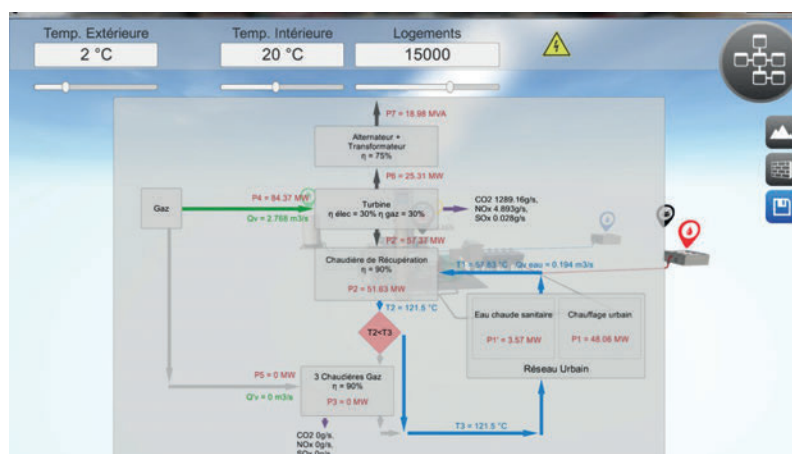 Temp. Extérieure
2 °C
Temp. Intérieure
20 °C
Logements
15000
P7 = 18.98 MVA
Alternateur +
Transformateur
η = 75%
P6 = 25.31 MW
Gaz
P4 = 84.37 MW
Qv = 2.768 m3/s
Turbine
η élec = 30% η gaz = 30%
CO2 1289.16g/s,
NOx 4.893g/s,
SOx 0.028g/s
P2' = 57.37 MW
Chaudière de Récupération
η = 90%
P2 = 51.63 MW
T1 = 57.83 °C
Qv eau = 0.194 m3/s
T2 = 121.5 °C
Eau chaude sanitaire
P1' = 3.57 MW
Chauffage urbain
P1 = 48.06 MW
Réseau Urbain
T2<T3
P5 = 0 MW
Q'v = 0 m3/s
3 Chaudières Gaz
η = 90%
P3 = 0 MW
T3 = 121.5 °C
CO2 0g/s,
NOx 0g/s,
SOx 0g/s